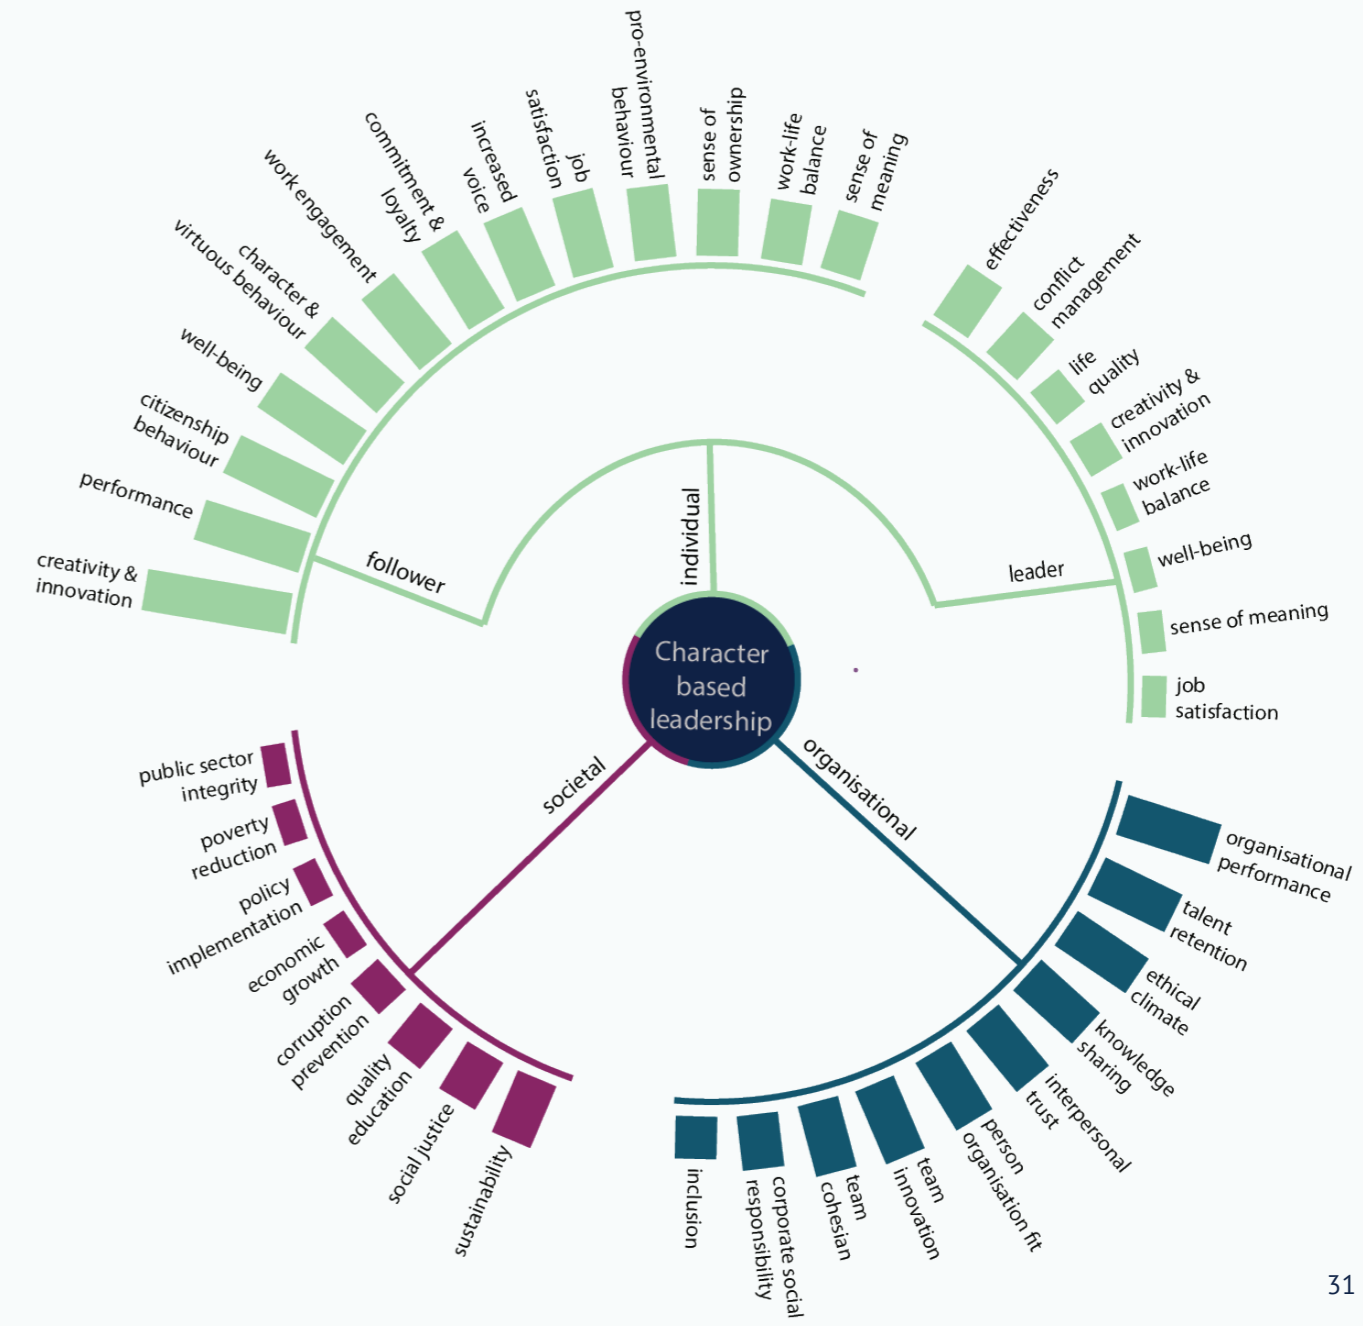 Character
based
leadership
individual
follower
creativity &
innovation
performance
citizenship
behaviour
well-being
character &
virtuous behaviour
work engagement
commitment &
loyalty
increased
voice
job
satisfaction
pro-environmental
behaviour
sense of
ownership
work-life
balance
sense of
meaning
leader
effectiveness
conflict
management
life
quality
creativity &
innovation
work-life
balance
well-being
sense of meaning
job
satisfaction
organisational
organisational
performance
talent
retention
ethical
climate
knowledge
sharing
interpersonal
trust
person
organisation fit
team
innovation
team
cohesian
corporate social
responsibility
inclusion
societal
public sector
integrity
poverty
reduction
policy
implementation
economic
growth
corruption
prevention
quality
education
social justice
sustainability
31